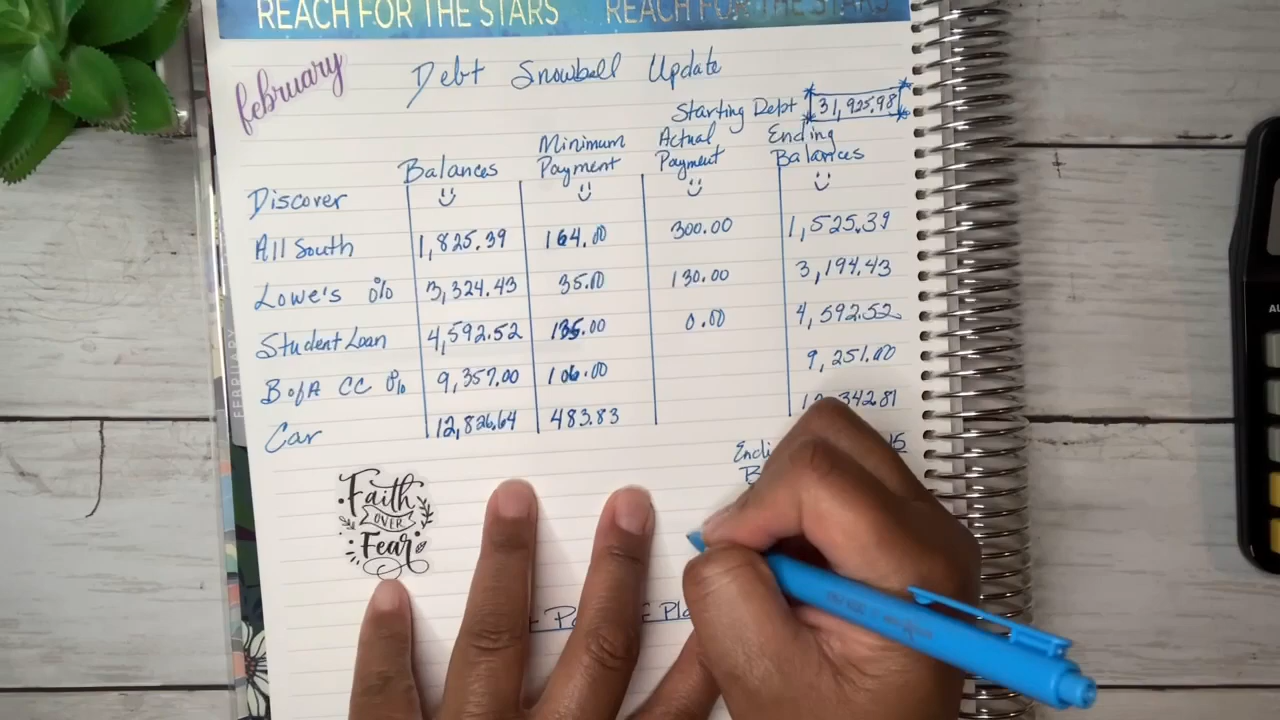 REACH FOR THE STARS REACH FOR THE STARS
february Debt Snowball Update
Starting Debt 31,925.98
Balances Minimum Payment Actual Payment Ending Balances
Discover
All South 1,825.39 164.00 300.00 1,525.39
Lowe's % 3,324.43 35.00 130.00 3,194.43
Student Loan 4,592.52 135.00 0.00 4,592.52
BofA CC % 9,357.00 106.00 9,251.00
Car 12,826.64 483.83 342.81
Faith
OVER
Fear
FEBRUARY